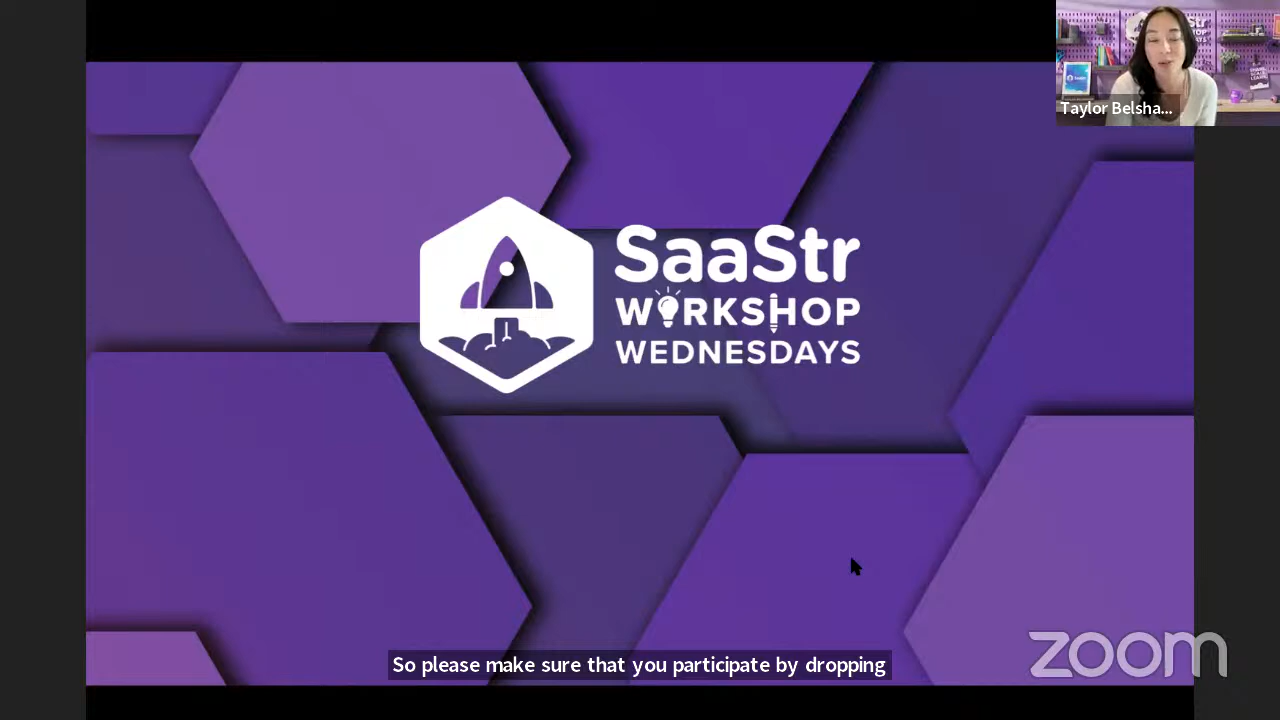 Taylor Belsha...
SaaStr
WORKSHOP
WEDNESDAYS
So please make sure that you participate by dropping
zoom